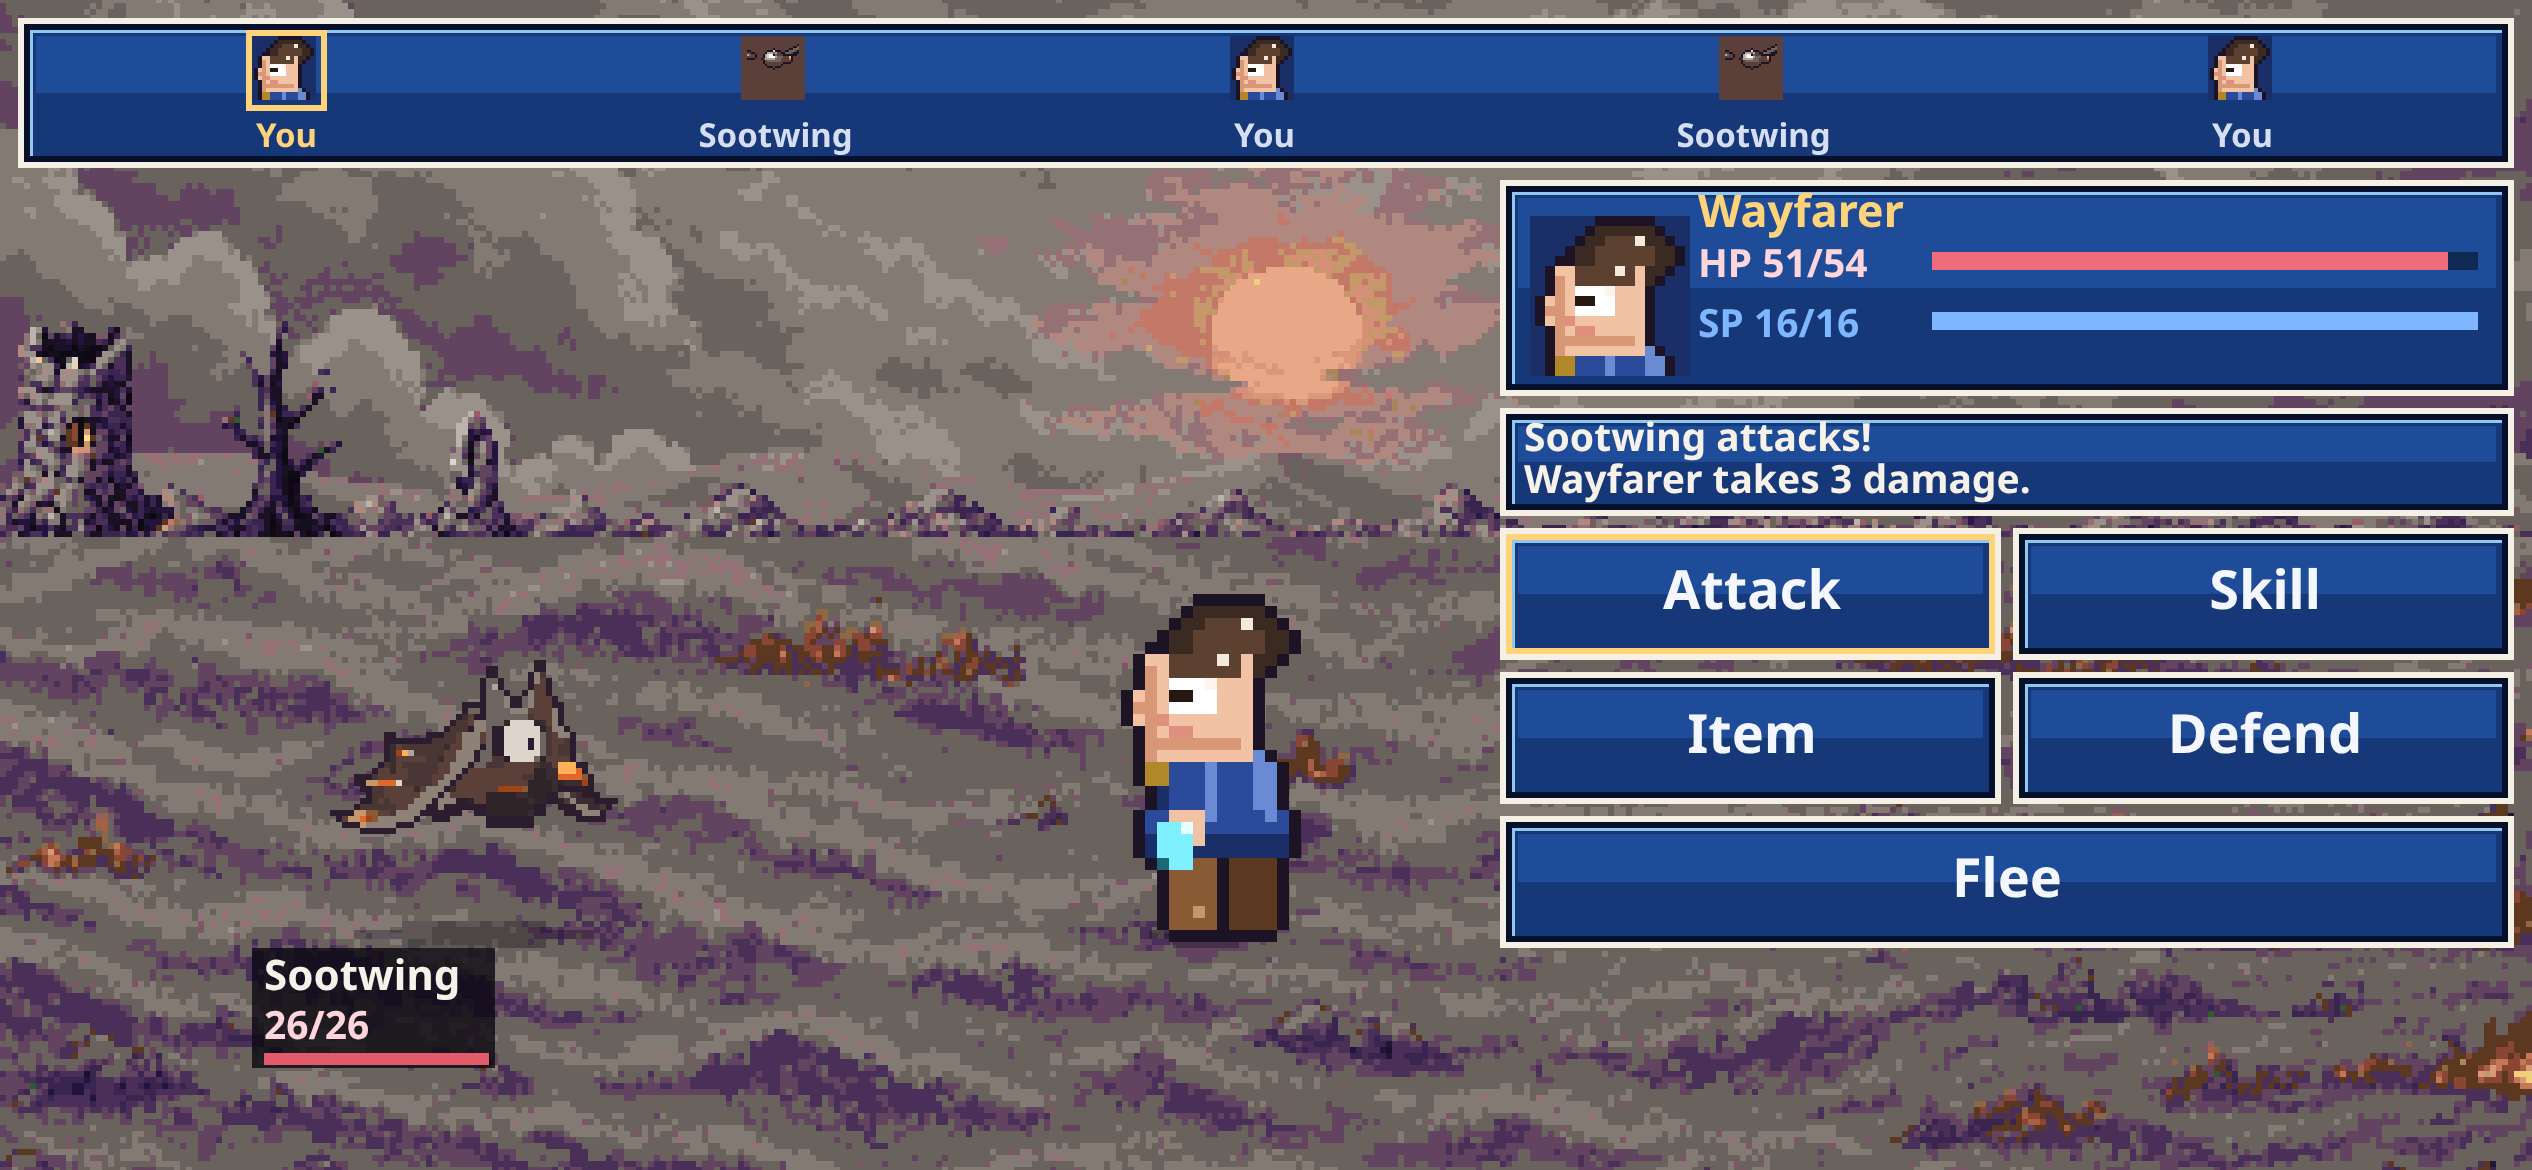 You
Sootwing
You
Sootwing
You
Wayfarer
HP 51/54
SP 16/16
Sootwing attacks!
Wayfarer takes 3 damage.
Attack
Skill
Item
Defend
Flee
Sootwing
26/26